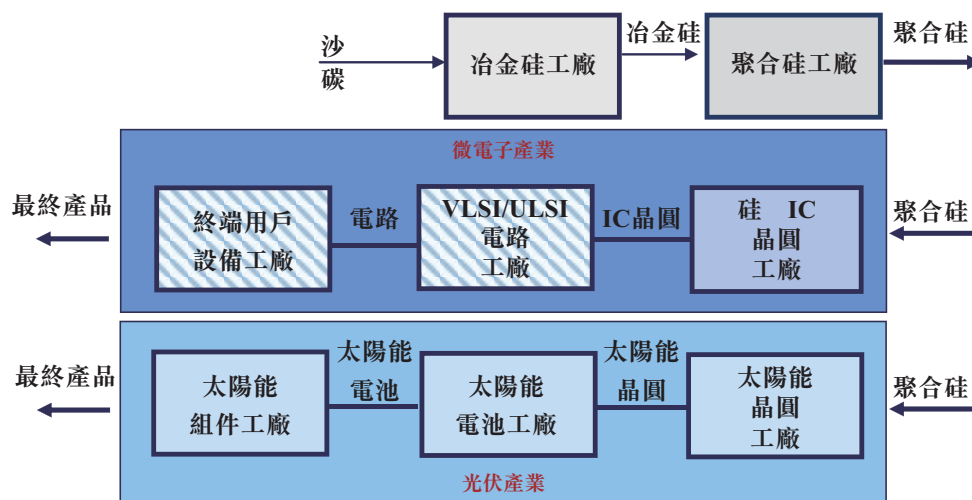 沙
碳
冶金硅工廠
冶金硅
聚合硅工廠
聚合硅
微電子產業
最終產品
終端用戶
設備工廠
電路
VLSI/ULSI
電路
工廠
IC晶圓
硅 IC
晶圓
工廠
聚合硅
最終產品
太陽能
組件工廠
太陽能
電池
太陽能
電池工廠
太陽能
晶圓
太陽能
晶圓
工廠
聚合硅
光伏產業